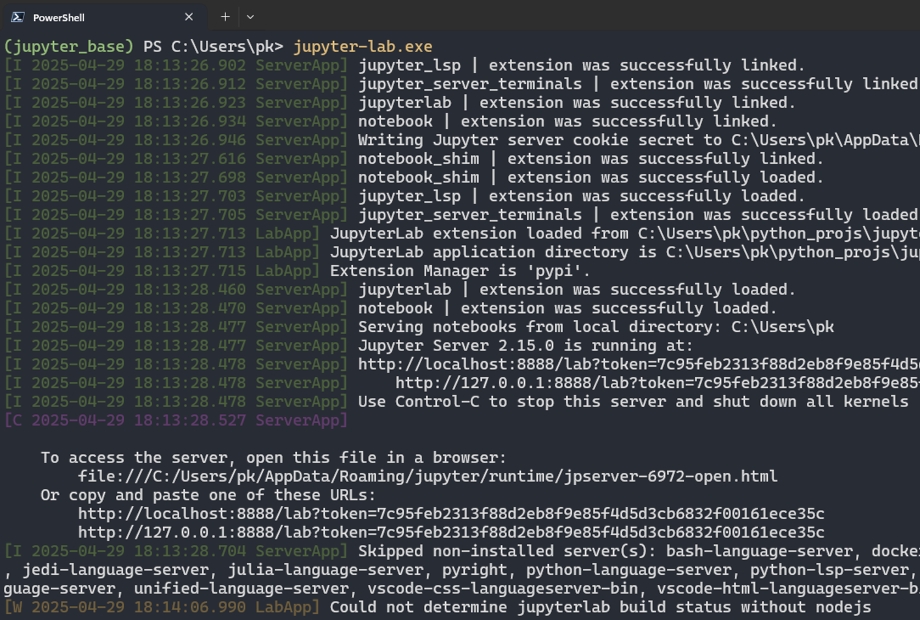 PowerShell
(jupyter_base) PS C:\Users\pk> jupyter-lab.exe
[I 2025-04-29 18:13:26.902 ServerApp] jupyter_lsp | extension was successfully linked.
[I 2025-04-29 18:13:26.912 ServerApp] jupyter_server_terminals | extension was successfully linked
[I 2025-04-29 18:13:26.923 ServerApp] jupyterlab | extension was successfully linked.
[I 2025-04-29 18:13:26.934 ServerApp] notebook | extension was successfully linked.
[I 2025-04-29 18:13:26.946 ServerApp] Writing Jupyter server cookie secret to C:\Users\pk\AppData\
[I 2025-04-29 18:13:27.616 ServerApp] notebook_shim | extension was successfully linked.
[I 2025-04-29 18:13:27.698 ServerApp] notebook_shim | extension was successfully loaded.
[I 2025-04-29 18:13:27.703 ServerApp] jupyter_lsp | extension was successfully loaded.
[I 2025-04-29 18:13:27.705 ServerApp] jupyter_server_terminals | extension was successfully loaded
[I 2025-04-29 18:13:27.713 LabApp] JupyterLab extension loaded from C:\Users\pk\python_projs\jupyt
[I 2025-04-29 18:13:27.713 LabApp] JupyterLab application directory is C:\Users\pk\python_projs\ju
[I 2025-04-29 18:13:27.715 LabApp] Extension Manager is 'pypi'.
[I 2025-04-29 18:13:28.460 ServerApp] jupyterlab | extension was successfully loaded.
[I 2025-04-29 18:13:28.470 ServerApp] notebook | extension was successfully loaded.
[I 2025-04-29 18:13:28.477 ServerApp] Serving notebooks from local directory: C:\Users\pk
[I 2025-04-29 18:13:28.477 ServerApp] Jupyter Server 2.15.0 is running at:
[I 2025-04-29 18:13:28.478 ServerApp] http://localhost:8888/lab?token=7c95feb2313f88d2eb8f9e85f4d5
[I 2025-04-29 18:13:28.478 ServerApp]     http://127.0.0.1:8888/lab?token=7c95feb2313f88d2eb8f9e85
[I 2025-04-29 18:13:28.478 ServerApp] Use Control-C to stop this server and shut down all kernels
[C 2025-04-29 18:13:28.527 ServerApp]
To access the server, open this file in a browser:
file:///C:/Users/pk/AppData/Roaming/jupyter/runtime/jpserver-6972-open.html
Or copy and paste one of these URLs:
http://localhost:8888/lab?token=7c95feb2313f88d2eb8f9e85f4d5d3cb6832f00161ece35c
http://127.0.0.1:8888/lab?token=7c95feb2313f88d2eb8f9e85f4d5d3cb6832f00161ece35c
[I 2025-04-29 18:13:28.704 ServerApp] Skipped non-installed server(s): bash-language-server, docke
, jedi-language-server, julia-language-server, pyright, python-language-server, python-lsp-server,
guage-server, unified-language-server, vscode-css-languageserver-bin, vscode-html-languageserver-b
[W 2025-04-29 18:14:06.990 LabApp] Could not determine jupyterlab build status without nodejs